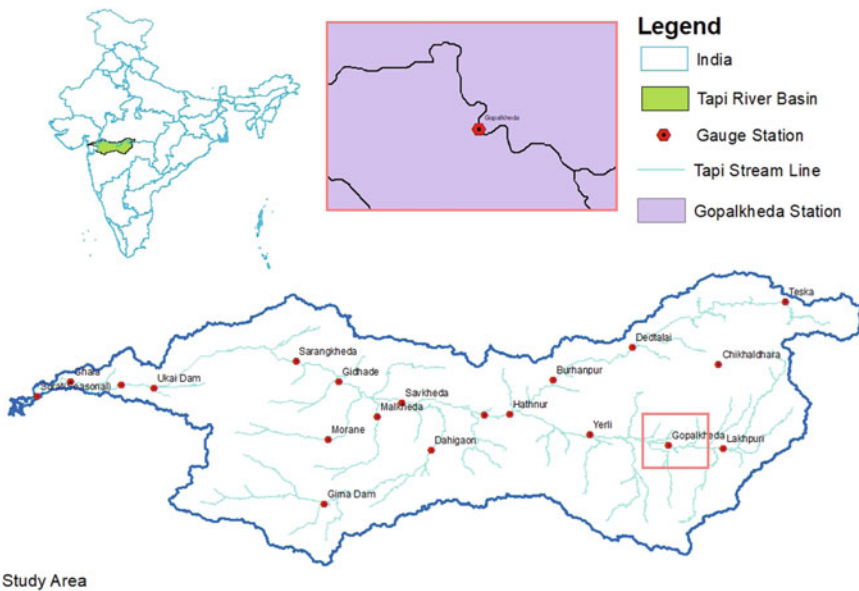 Legend
India
Tapi River Basin
Gauge Station
Tapi Stream Line
Gopalkheda Station
Gopalkheda
Teska
Dedtalai
Chikhaldhara
Sarangkheda
Burhanpur
Ghala
Gidhade
Ukai Dam
Savkheda
Malkheda
Hathnur
Yerli
Gopalkheda
Morane
Dahigaon
Lakhpuri
Girna Dam
Study Area